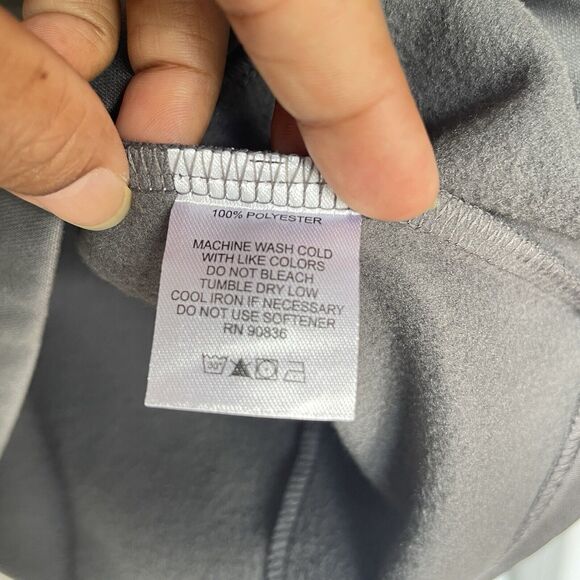 100% POLYESTER
MACHINE WASH COLD
WITH LIKE COLORS
DO NOT BLEACH
TUMBLE DRY LOW
COOL IRON IF NECESSARY
DO NOT USE SOFTENER
RN 90836
30°